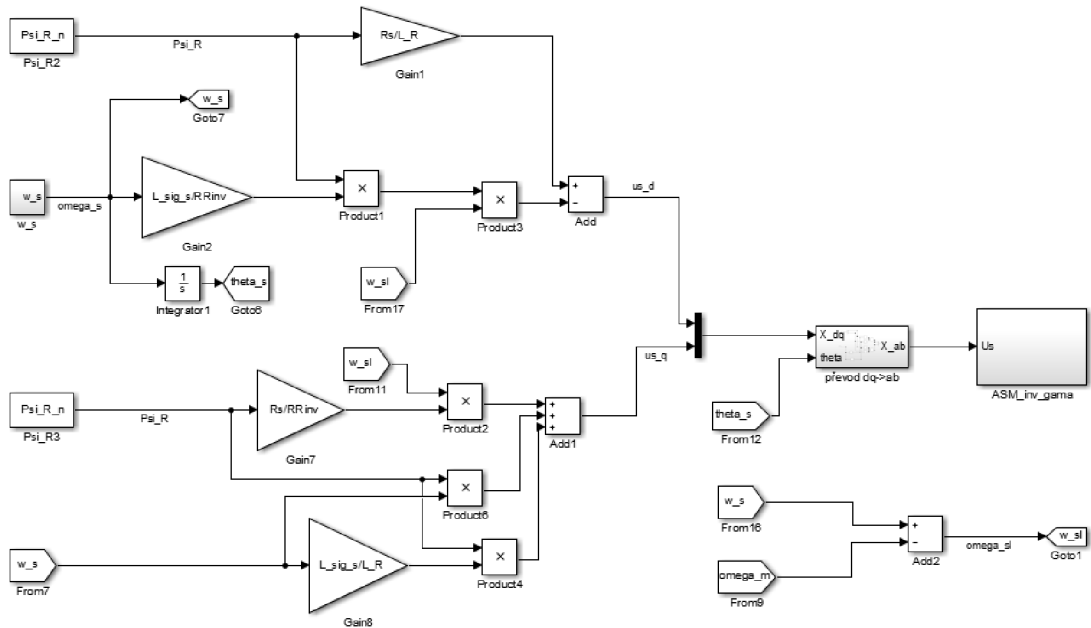 Psi_R_n
Psi_R2
Psi_R
Rs/L_R
Gain1
w_s
Goto7
w_s
w_s
omega_s
L_sig_s/RRinv
Gain2
×
Product1
×
Product3
+
−
Add
us_d
1
s
Integrator1
theta_s
Goto6
w_sl
From17
Psi_R_n
Psi_R3
Psi_R
Rs/RRinv
Gain7
w_sl
From11
×
Product2
×
Product6
×
Product4
+
+
+
Add1
us_q
w_s
From7
L_sig_s/L_R
Gain8
X_dq
theta
X_ab
převod dq->ab
Us
ASM_inv_gama
theta_s
From12
w_s
From16
omega_m
From9
+
−
Add2
omega_sl
w_sl
Goto1